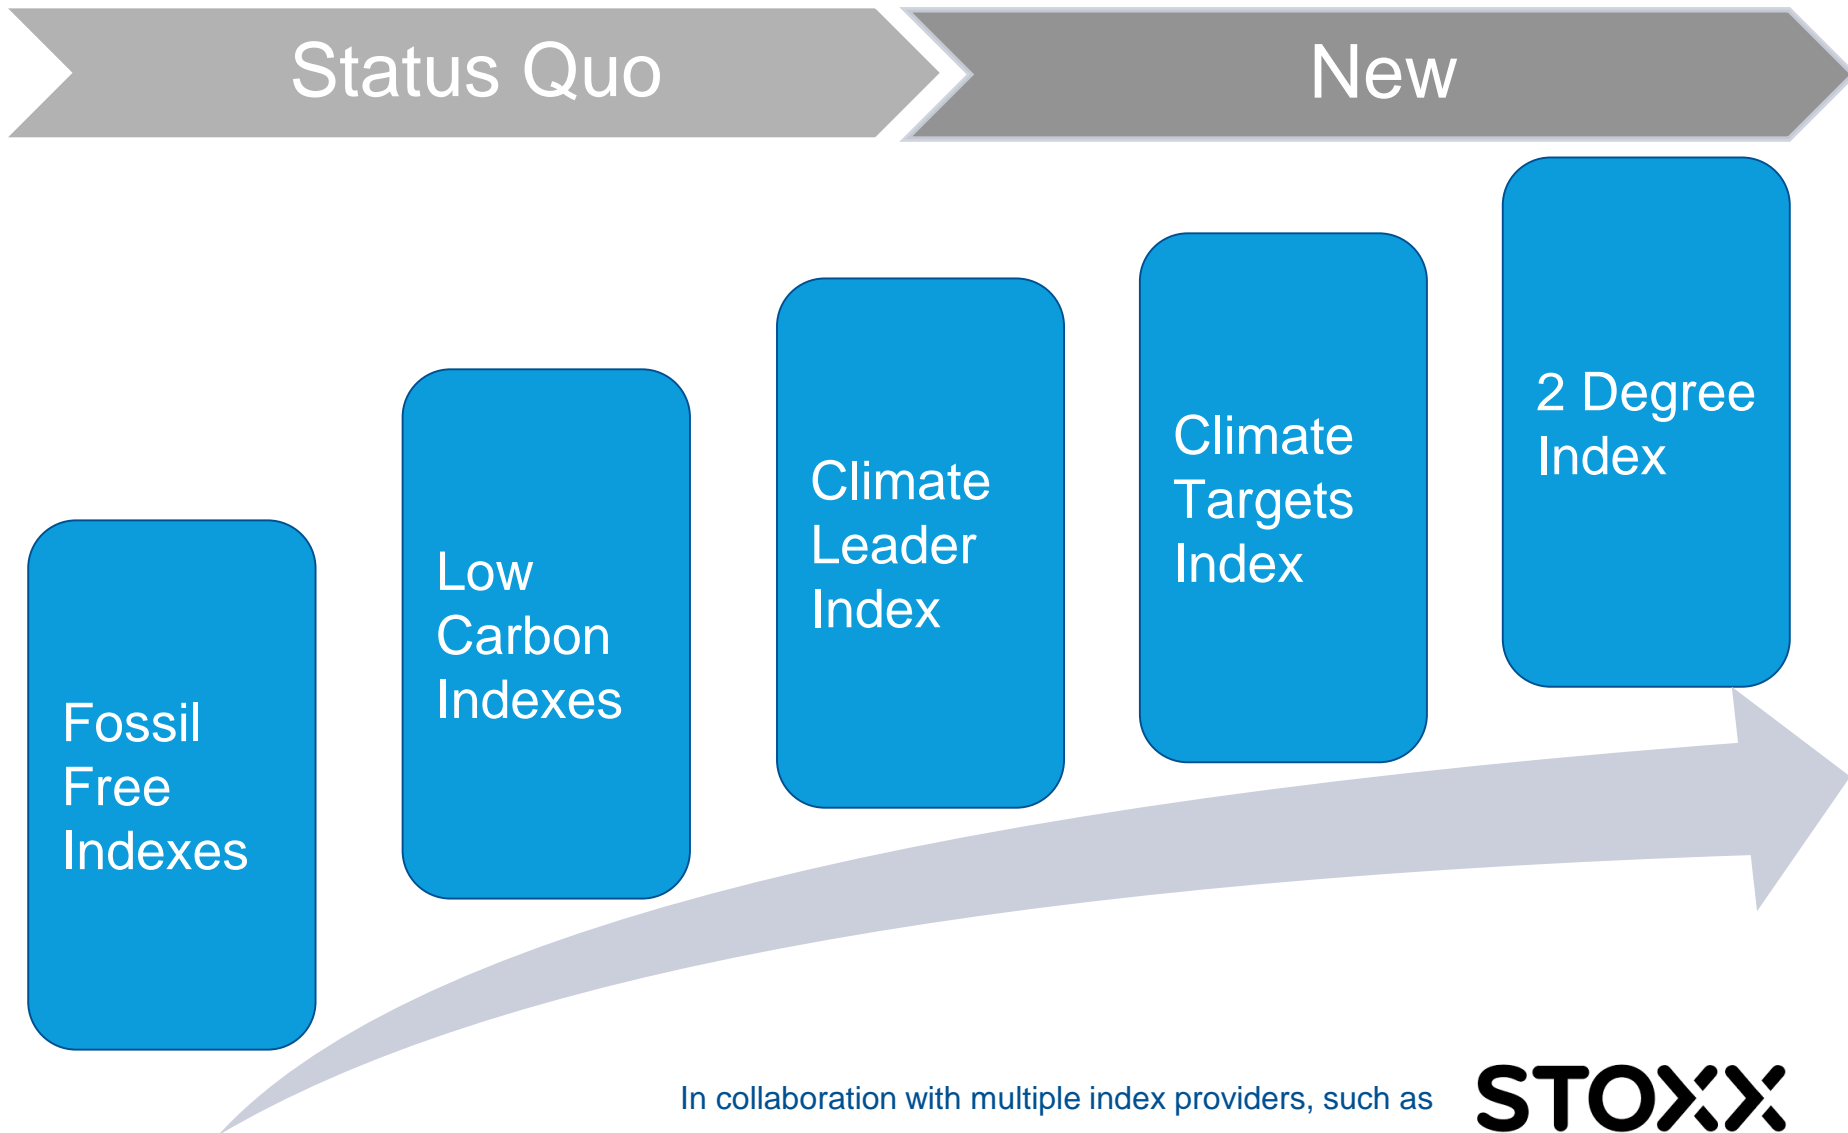 Status Quo
New
Fossil
Free
Indexes
Low
Carbon
Indexes
Climate
Leader
Index
Climate
Targets
Index
2 Degree
Index
In collaboration with multiple index providers, such as
STOXX